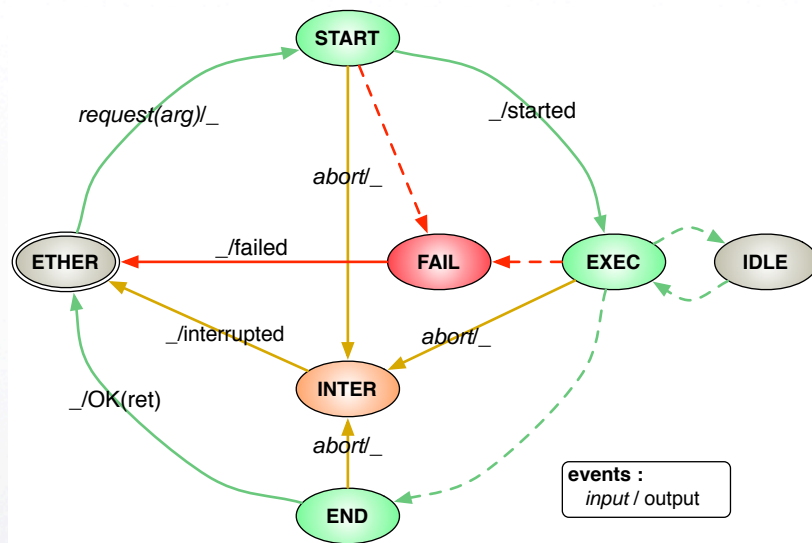 START
_/started
request(arg)/_
abort/_
_/failed
ETHER
FAIL
EXEC
IDLE
_/interrupted
abort/_
INTER
_/OK(ret)
abort/_
END
events :
input / output